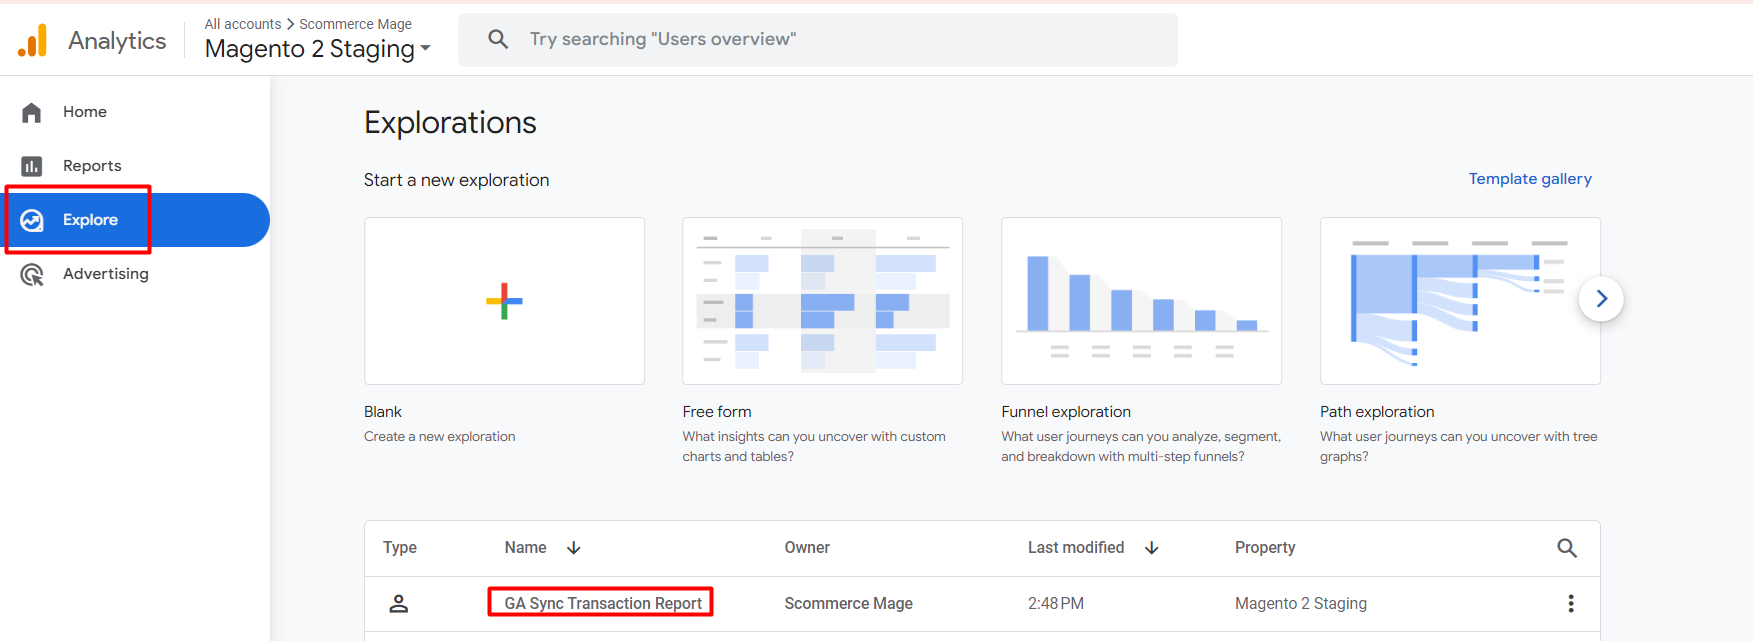 All accounts > Scommerce Mage
Analytics
Magento 2 Staging
Try searching "Users overview"
Home
Reports
Explore
Advertising
Explorations
Start a new exploration
Template gallery
Blank
Create a new exploration
Free form
What insights can you uncover with custom
charts and tables?
Funnel exploration
What user journeys can you analyze, segment,
and breakdown with multi-step funnels?
Path exploration
What user journeys can you uncover with tree
graphs?
Type Name Owner Last modified Property
GA Sync Transaction Report Scommerce Mage 2:48 PM Magento 2 Staging